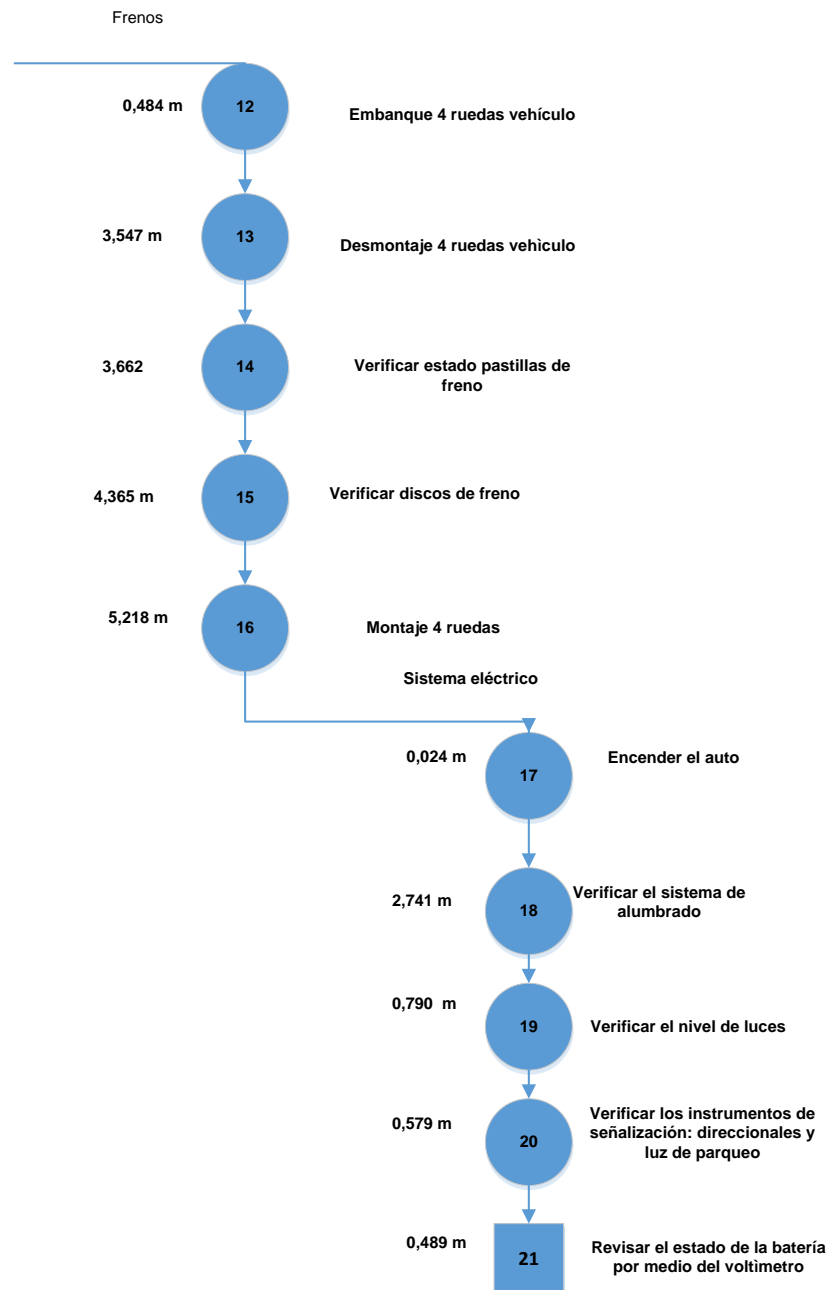 Frenos
0,484 m
12
Embanque 4 ruedas vehículo
3,547 m
13
Desmontaje 4 ruedas vehìculo
3,662
14
Verificar estado pastillas de
freno
4,365 m
15
Verificar discos de freno
5,218 m
16
Montaje 4 ruedas
Sistema eléctrico
0,024 m
17
Encender el auto
2,741 m
18
Verificar el sistema de
alumbrado
0,790 m
19
Verificar el nivel de luces
0,579 m
20
Verificar los instrumentos de
señalización: direccionales y
luz de parqueo
0,489 m
21
Revisar el estado de la batería
por medio del voltìmetro